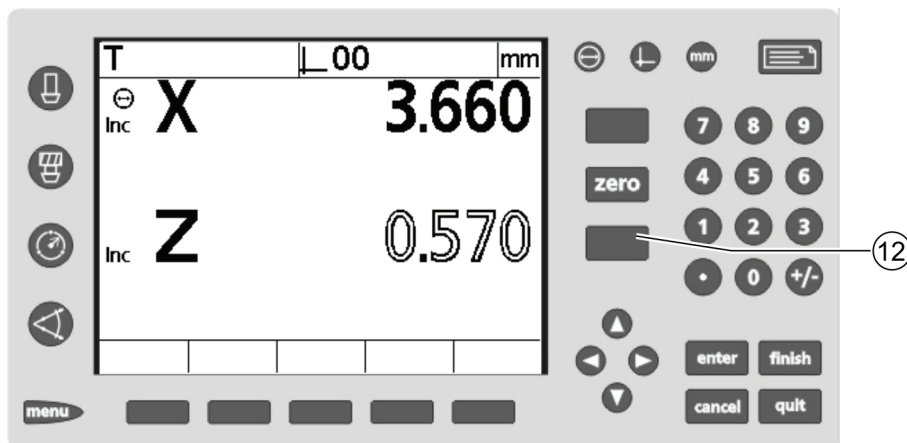 T 00 mm
Inc X 3.660
Inc Z 0.570
mm
7 8 9
zero 4 5 6
1 2 3
12
. 0 +/-
enter finish
menu cancel quit